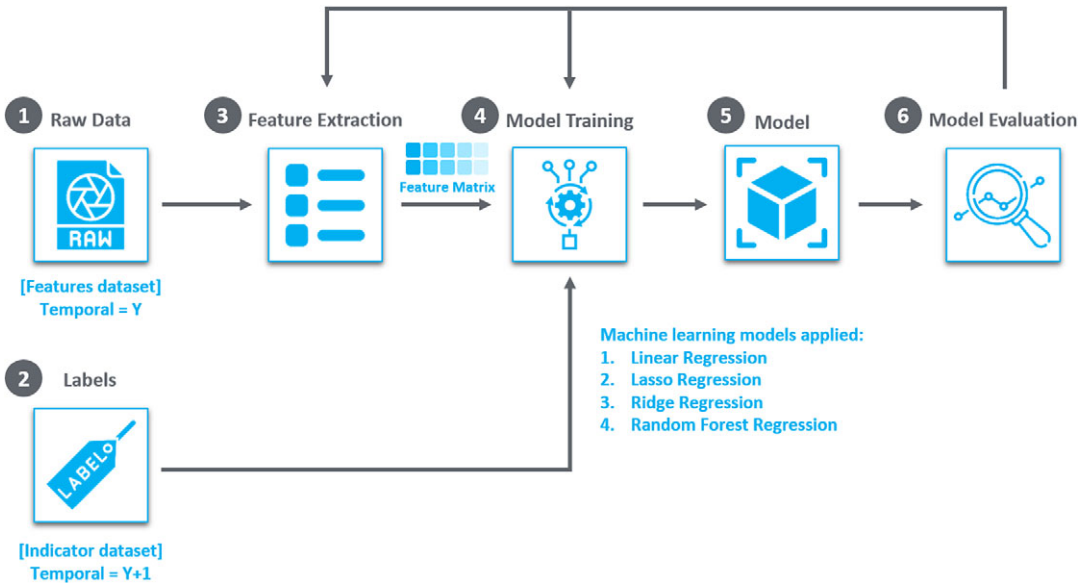 1 Raw Data
RAW
[Features dataset]
Temporal = Y
2 Labels
LABEL
[Indicator dataset]
Temporal = Y+1
3 Feature Extraction
Feature Matrix
4 Model Training
5 Model
6 Model Evaluation
Machine learning models applied:
1. Linear Regression
2. Lasso Regression
3. Ridge Regression
4. Random Forest Regression